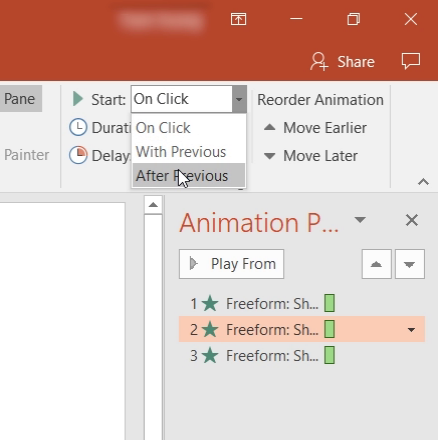 Share
Pane
Start: On Click
Reorder Animation
Durati
On Click
Move Earlier
Painter
Delay
With Previous
Move Later
After Previous
Animation P...
Play From
1 Freeform: Sh...
2 Freeform: Sh...
3 Freeform: Sh...